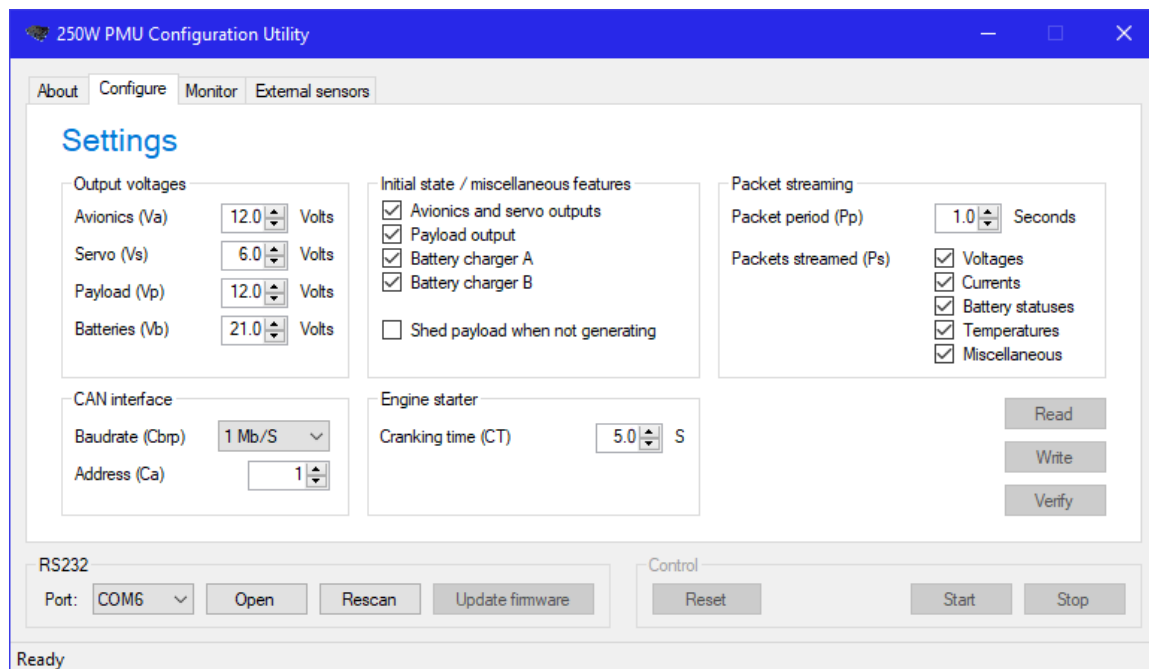 250W PMU Configuration Utility
About Configure Monitor External sensors
Settings
Output voltages
Avionics (Va) 12.0 Volts
Servo (Vs) 6.0 Volts
Payload (Vp) 12.0 Volts
Batteries (Vb) 21.0 Volts
Initial state / miscellaneous features
Avionics and servo outputs
Payload output
Battery charger A
Battery charger B
Shed payload when not generating
Packet streaming
Packet period (Pp) 1.0 Seconds
Packets streamed (Ps) Voltages
Currents
Battery statuses
Temperatures
Miscellaneous
CAN interface
Baudrate (Cbrp) 1 Mb/S
Address (Ca) 1
Engine starter
Cranking time (CT) 5.0 S
Read
Write
Verify
RS232
Port: COM6 Open Rescan Update firmware
Control
Reset Start Stop
Ready